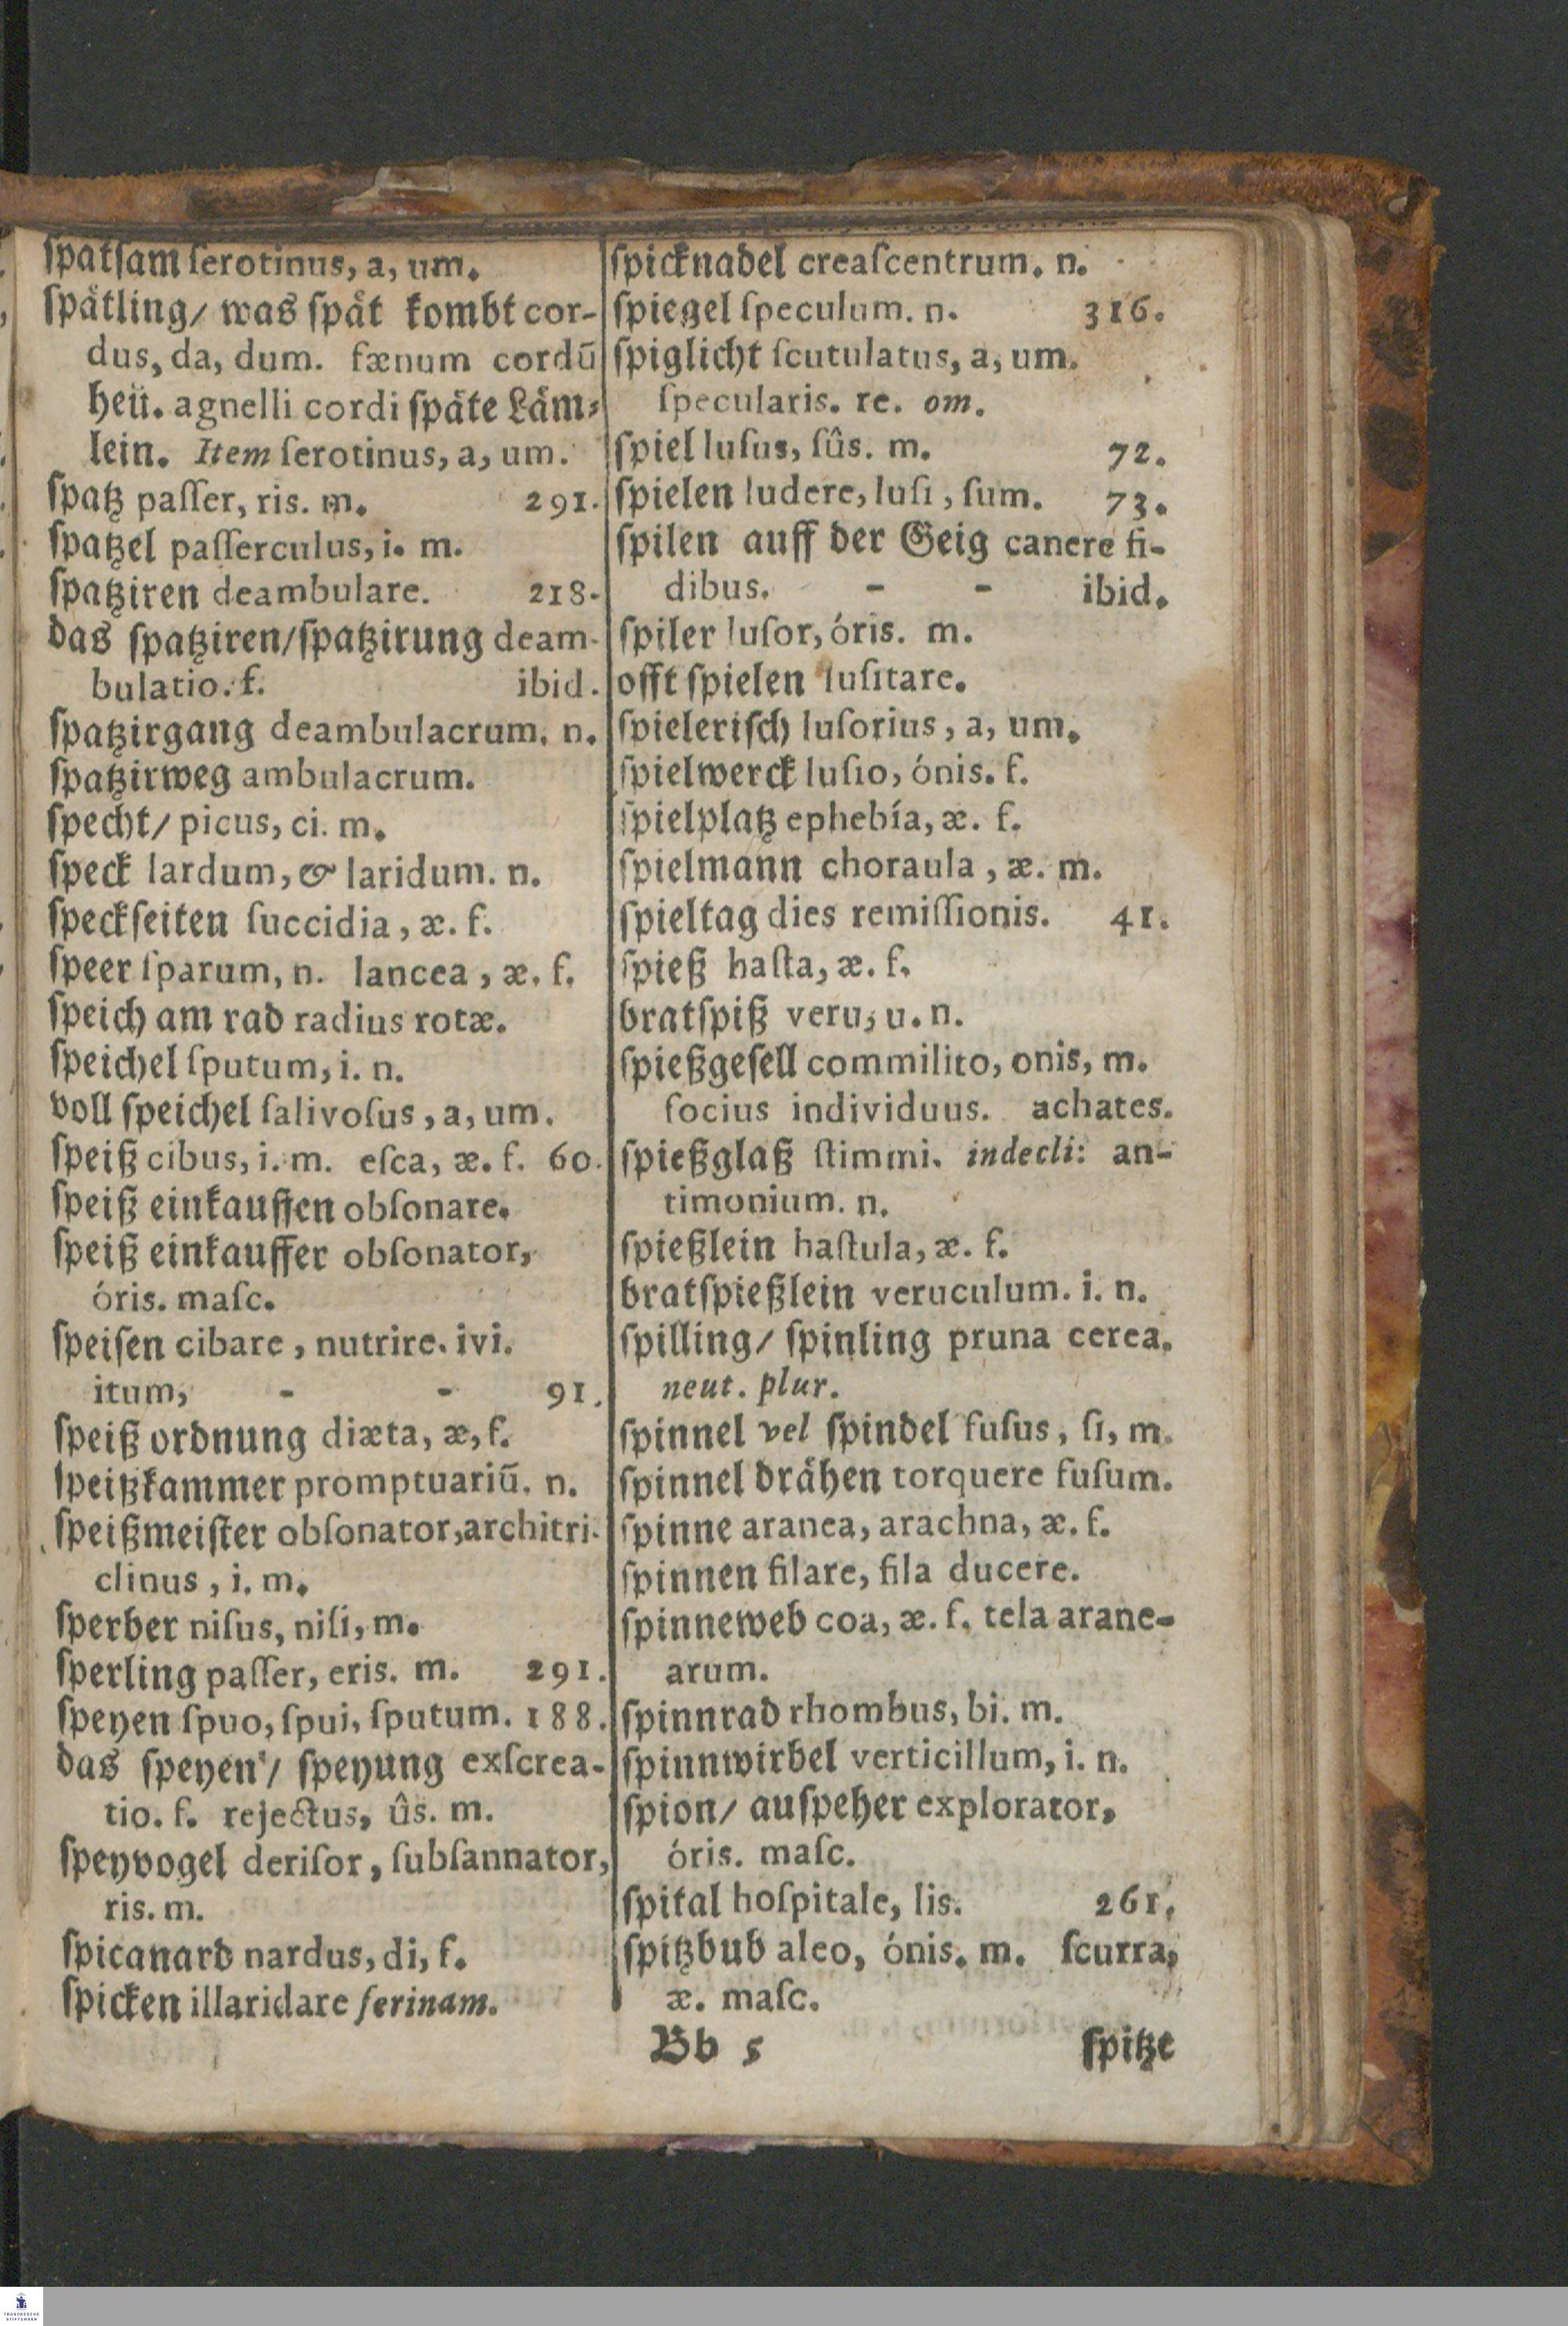 spatsam ſerotinus, a, um.
ſpåtling/ was ſpåt kombt cor-
dus, da, dum. fænum cordū
heü. agnelli cordi ſpåte Låm⸗
lein. Item ſerotinus, a, um.
ſpatz paſſer, ris. m. 291.
ſpatzel paſſerculus, i. m.
ſpatziren deambulare. 218.
das ſpatziren/ſpatzirung deam-
bulatio. f. ibid.
ſpatzirgang deambulacrum. n.
ſpatzirweg ambulacrum.
ſpecht/ picus, ci. m.
ſpeck lardum, & laridum. n.
ſpeckſeiten ſuccidia, æ. f.
ſpeer ſparum, n. lancea, æ. f.
ſpeich am rad radius rotæ.
ſpeichel ſputum, i. n.
voll ſpeichel ſalivoſus, a, um.
ſpeiß cibus, i. m. eſca, æ. f. 60.
ſpeiß einkauffen obſonare.
ſpeiß einkauffer obſonator,
óris. maſc.
ſpeiſen cibare, nutrire. ivi.
itum, - - 91.
ſpeiß ordnung diæta, æ, f.
ſpeißkammer promptuariū. n.
ſpeißmeiſter obſonator, architri-
clinus, i. m.
ſperber niſus, niſi, m.
ſperling paſſer, eris. m. 291.
ſpeyen ſpuo, ſpui, ſputum. 188.
das ſpeyen'/ ſpeyung exſcrea-
tio. f. rejectus, ûs. m.
ſpeyvogel deriſor, ſubſannator,
ris. m.
ſpicanard nardus, di, f.
ſpicken illaridare ferinam.
ſpicknadel creaſcentrum. n.
ſpiegel ſpeculum. n. 316.
ſpiglicht ſcutulatus, a, um.
ſpecularis. re. om.
ſpiel luſus, ſûs. m. 72.
ſpielen ludere, luſi, ſum. 73.
ſpilen auff der Geig canere fi-
dibus. - - ibid.
ſpiler luſor, óris. m.
offt ſpielen luſitare.
ſpieleriſch luſorius, a, um.
ſpielwerck luſio, ónis. f.
ſpielplatz ephebía, æ. f.
ſpielmann choraula, æ. m.
ſpieltag dies remiſſionis. 41.
ſpieß haſta, æ. f.
bratſpiß veru, u. n.
ſpießgeſell commilito, onis, m.
ſocius individuus. achates.
ſpießglaß ſtimmi. indecli: an-
timonium. n.
ſpießlein haſtula, æ. f.
bratſpießlein veruculum. i. n.
ſpilling/ ſpinling pruna cerea.
neut. plur.
ſpinnel vel ſpindel fuſus, ſi, m.
ſpinnel dråhen torquere fuſum.
ſpinne aranea, arachna, æ. f.
ſpinnen filare, fila ducere.
ſpinneweb coa, æ. f. tela arane-
arum.
ſpinnrad rhombus, bi. m.
ſpinnwirbel verticillum, i. n.
ſpion/ auſpeher explorator,
óris. maſc.
ſpital hoſpitale, lis. 261.
ſpitzbub aleo, ónis. m. ſcurra,
æ. maſc.
Bb 5 ſpitze
FRANCKESCHE
STIFTUNGEN